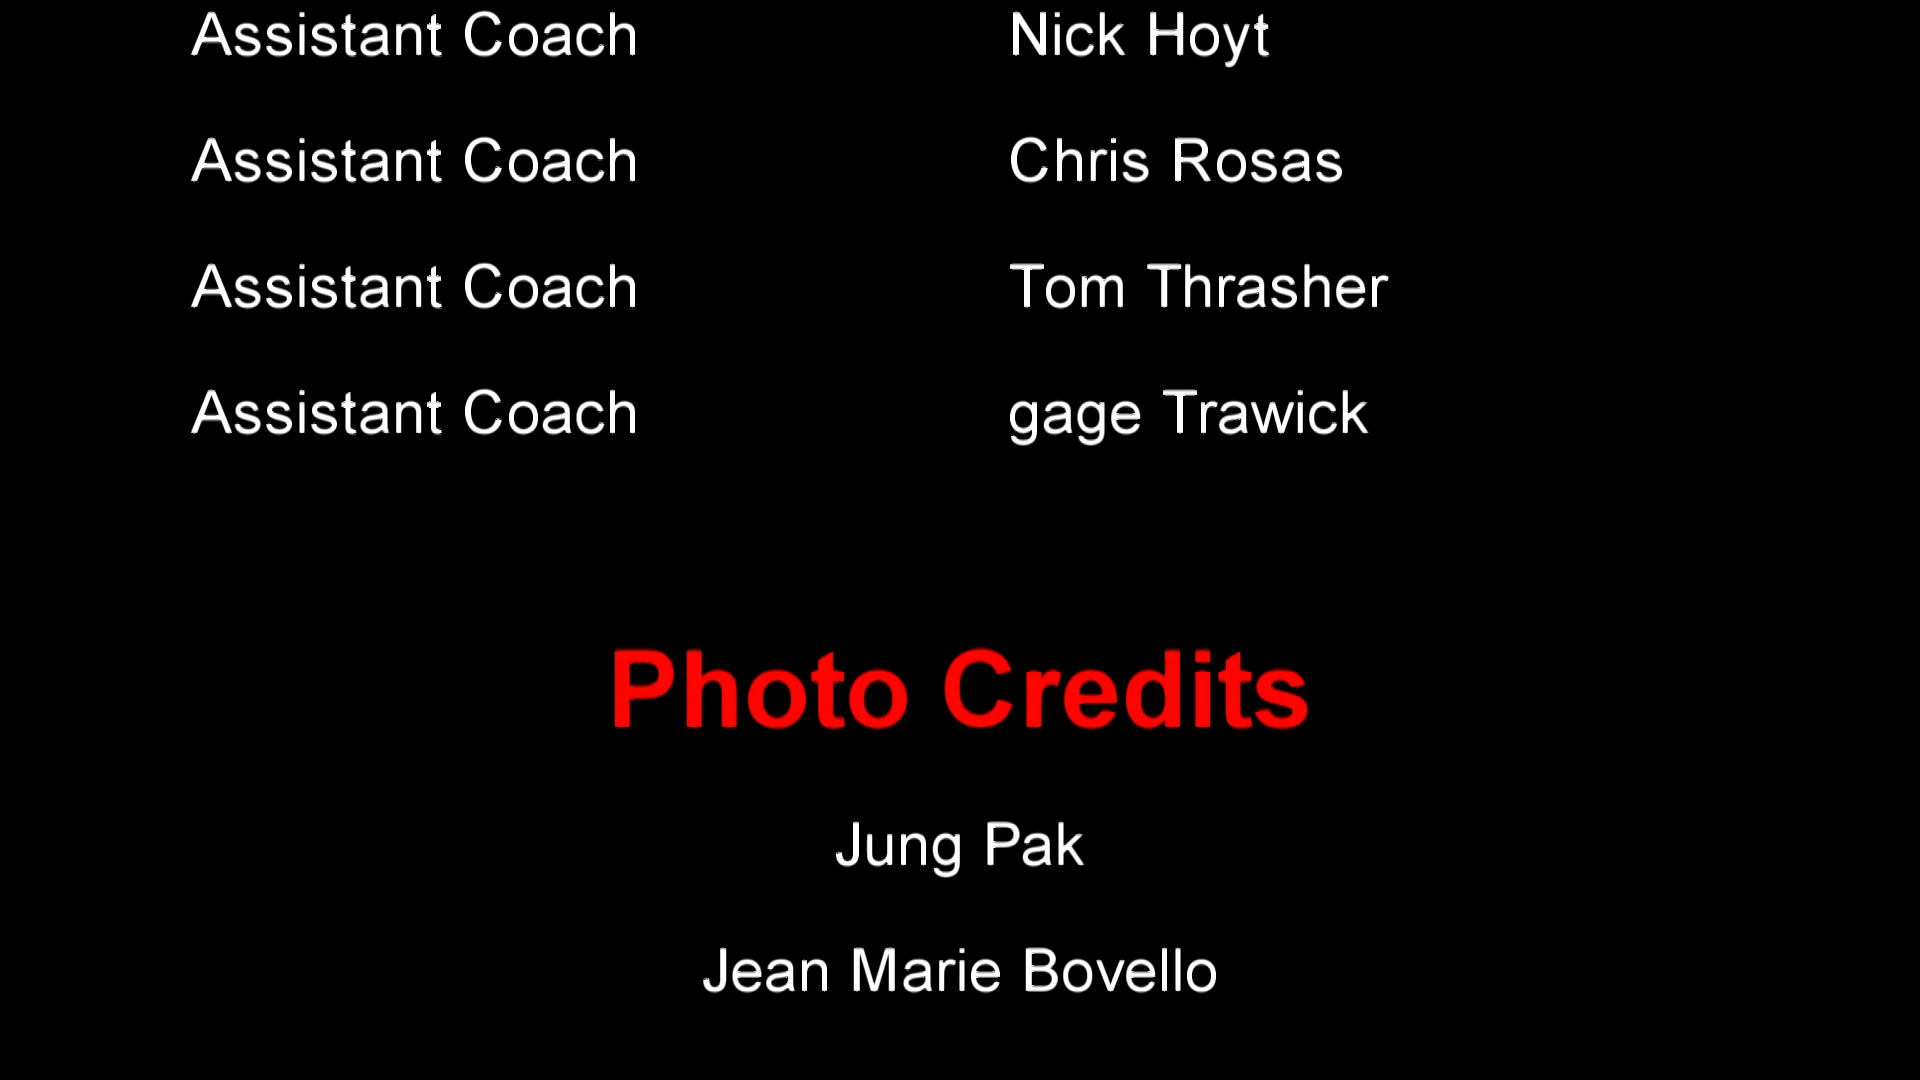 Assistant Coach Nick Hoyt
Assistant Coach Chris Rosas
Assistant Coach Tom Thrasher
Assistant Coach gage Trawick
Photo Credits
Jung Pak
Jean Marie Bovello